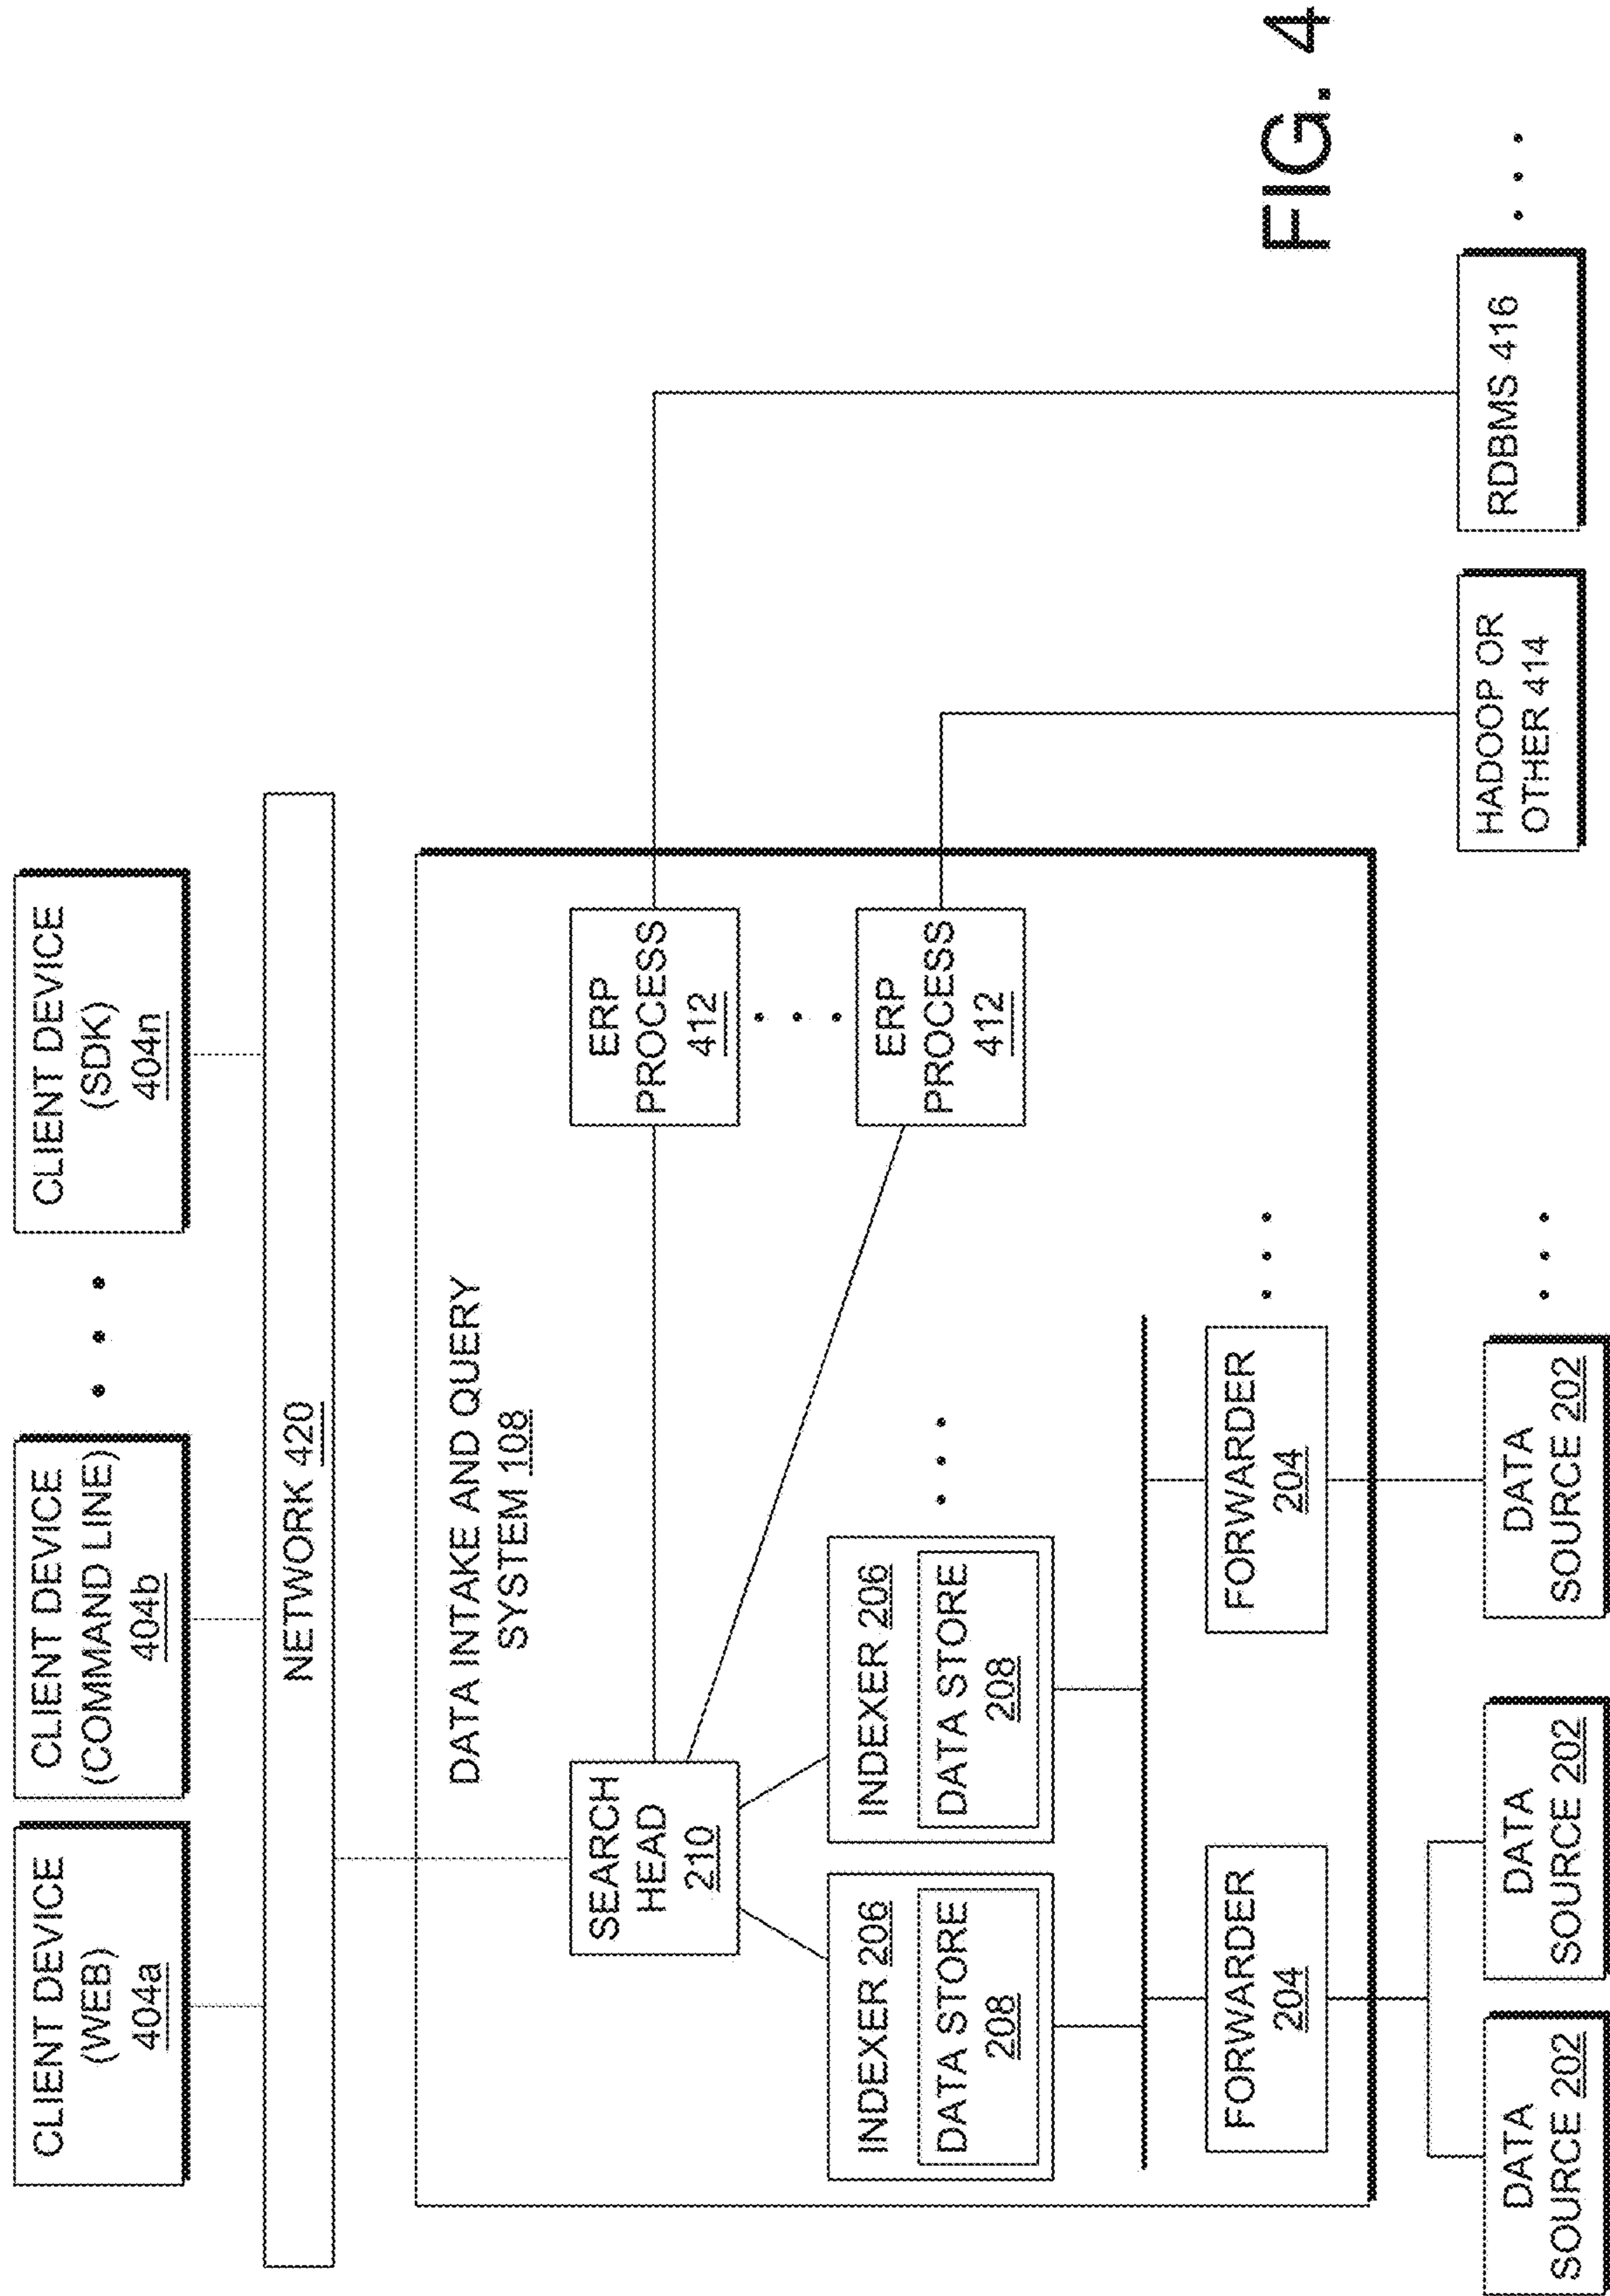 CLIENT DEVICE
(WEB)
404a
CLIENT DEVICE
(COMMAND LINE)
404b
CLIENT DEVICE
(SDK)
404n
NETWORK 420
DATA INTAKE AND QUERY
SYSTEM 108
SEARCH
HEAD
210
ERP
PROCESS
412
ERP
PROCESS
412
INDEXER 206
DATA STORE
208
INDEXER 206
DATA STORE
208
FORWARDER
204
FORWARDER
204
DATA
SOURCE 202
DATA
SOURCE 202
DATA
SOURCE 202
HADOOP OR
OTHER 414
RDBMS 416
FIG. 4